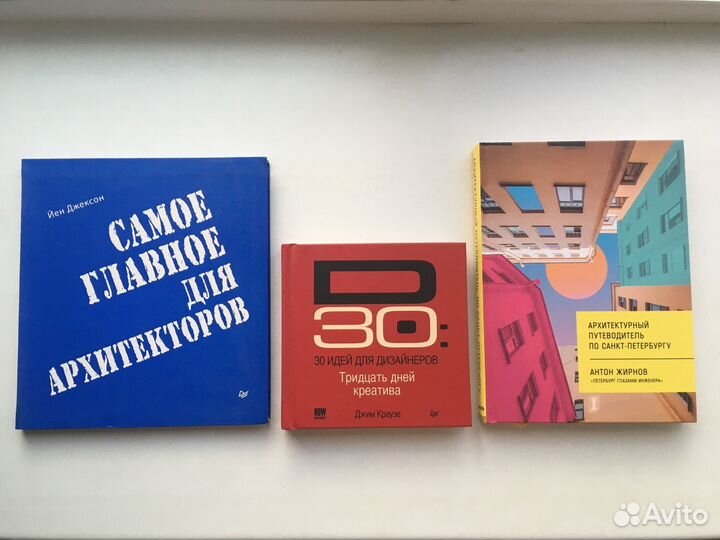 Йен Джексон
САМОЕ
ГЛАВНОЕ
ДЛЯ
АРХИТЕКТОРОВ
D
30:
30 ИДЕЙ ДЛЯ ДИЗАЙНЕРОВ
Тридцать дней
креатива
HOW
Джим Краузе
АРХИТЕКТУРНЫЙ
ПУТЕВОДИТЕЛЬ
ПО САНКТ-ПЕТЕРБУРГУ
АНТОН ЖИРНОВ
«ПЕТЕРБУРГ ГЛАЗАМИ ИНЖЕНЕРА»
Avito